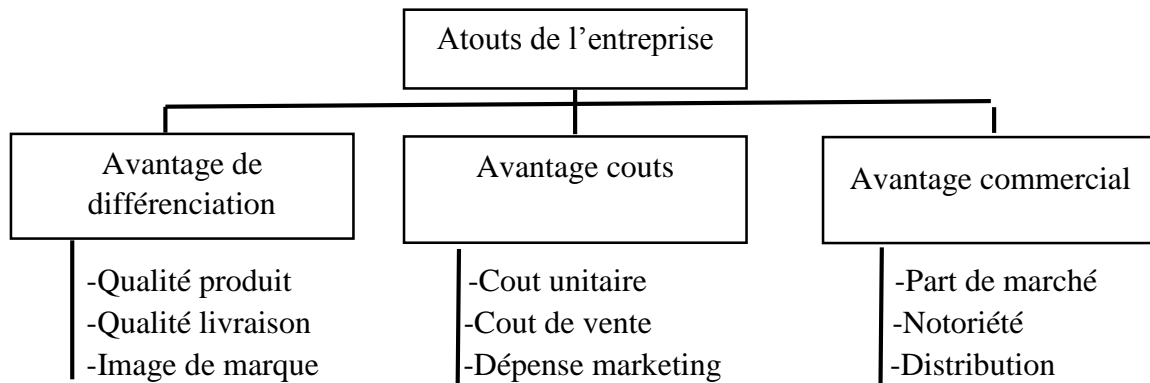 Atouts de l’entreprise
Avantage de
différenciation
Avantage couts
Avantage commercial
-Qualité produit
-Qualité livraison
-Image de marque
-Cout unitaire
-Cout de vente
-Dépense marketing
-Part de marché
-Notoriété
-Distribution